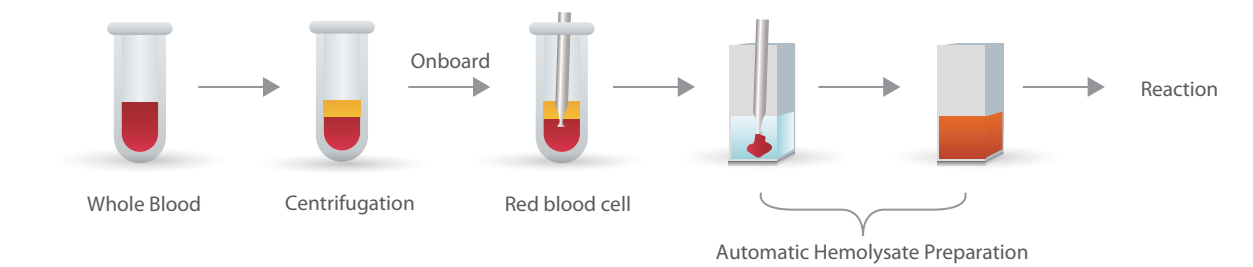 Onboard
Reaction
Whole Blood
Centrifugation
Red blood cell
Automatic Hemolysate Preparation